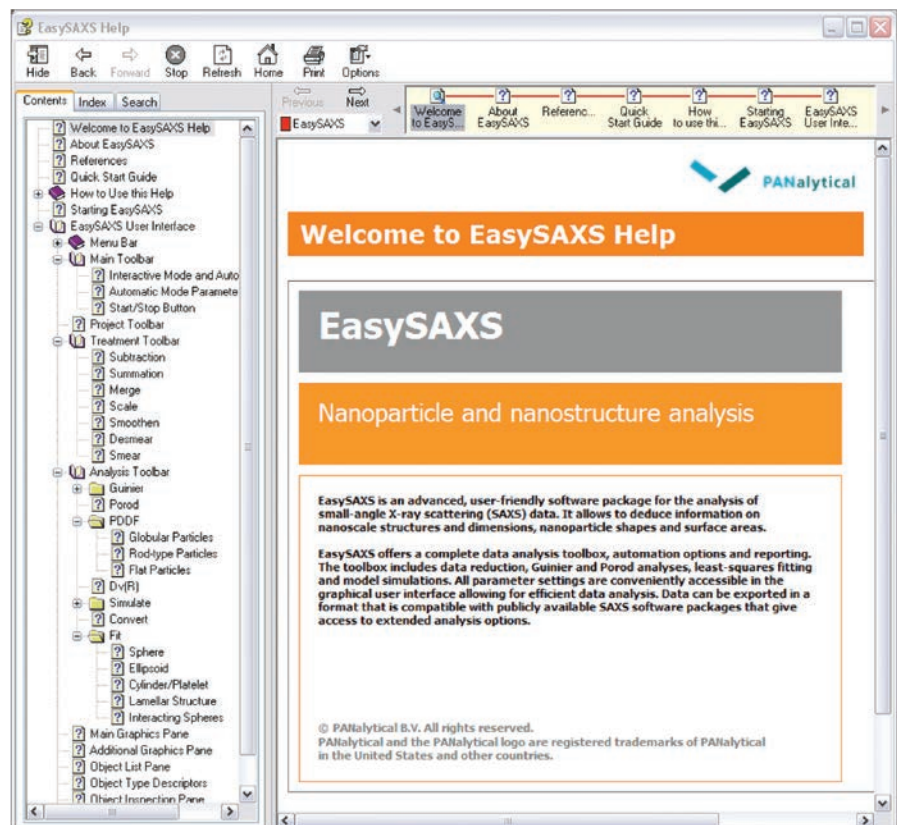 EasySAXS Help
Hide Back Forward Stop Refresh Home Print Options
Contents Index Search
Welcome to EasySAXS Help
About EasySAXS
References
Quick Start Guide
How to Use this Help
Starting EasySAXS
EasySAXS User Interface
Menu Bar
Main Toolbar
Interactive Mode and Auto
Automatic Mode Paramete
Start/Stop Button
Project Toolbar
Treatment Toolbar
Subtraction
Summation
Merge
Scale
Smoothen
Desmear
Smear
Analysis Toolbar
Guinier
Porod
PDDF
Globular Particles
Rod-type Particles
Flat Particles
Dv(R)
Simulate
Convert
Fit
Sphere
Ellipsoid
Cylinder/Platelet
Lamellar Structure
Interacting Spheres
Main Graphics Pane
Additional Graphics Pane
Object List Pane
Object Type Descriptors
Object Inspection Pane
Previous Next
EasySAXS
Welcome to EasyS...
About EasySAXS
Referenc...
Quick Start Guide
How to use thi...
Starting EasySAXS
EasySAXS User Inte...
PANalytical
Welcome to EasySAXS Help
EasySAXS
Nanoparticle and nanostructure analysis
EasySAXS is an advanced, user-friendly software package for the analysis of
small-angle X-ray scattering (SAXS) data. It allows to deduce information on
nanoscale structures and dimensions, nanoparticle shapes and surface areas.
EasySAXS offers a complete data analysis toolbox, automation options and reporting.
The toolbox includes data reduction, Guinier and Porod analyses, least-squares fitting
and model simulations. All parameter settings are conveniently accessible in the
graphical user interface allowing for efficient data analysis. Data can be exported in a
format that is compatible with publicly available SAXS software packages that give
access to extended analysis options.
© PANalytical B.V. All rights reserved.
PANalytical and the PANalytical logo are registered trademarks of PANalytical
in the United States and other countries.